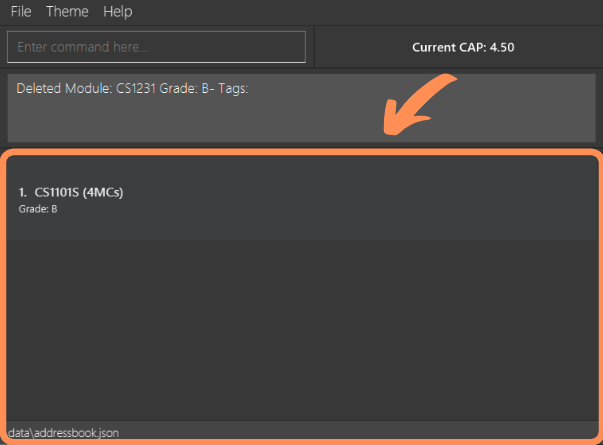 File Theme Help
Enter command here...
Current CAP: 4.50
Deleted Module: CS1231 Grade: B- Tags:
1. CS1101S (4MCs)
Grade: B
data\addressbook.json